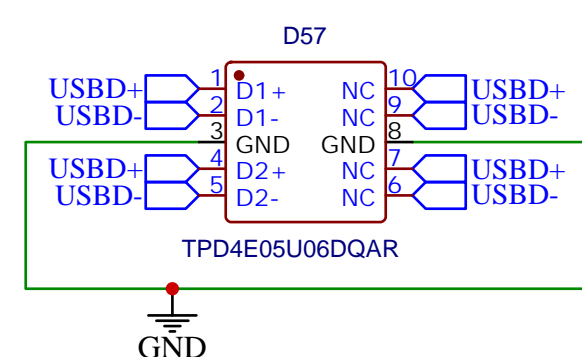 D57
USBD+ 1 D1+ NC 10 USBD+
USBD- 2 D1- NC 9 USBD-
3 GND GND 8
USBD+ 4 D2+ NC 7 USBD+
USBD- 5 D2- NC 6 USBD-
TPD4E05U06DQAR
GND